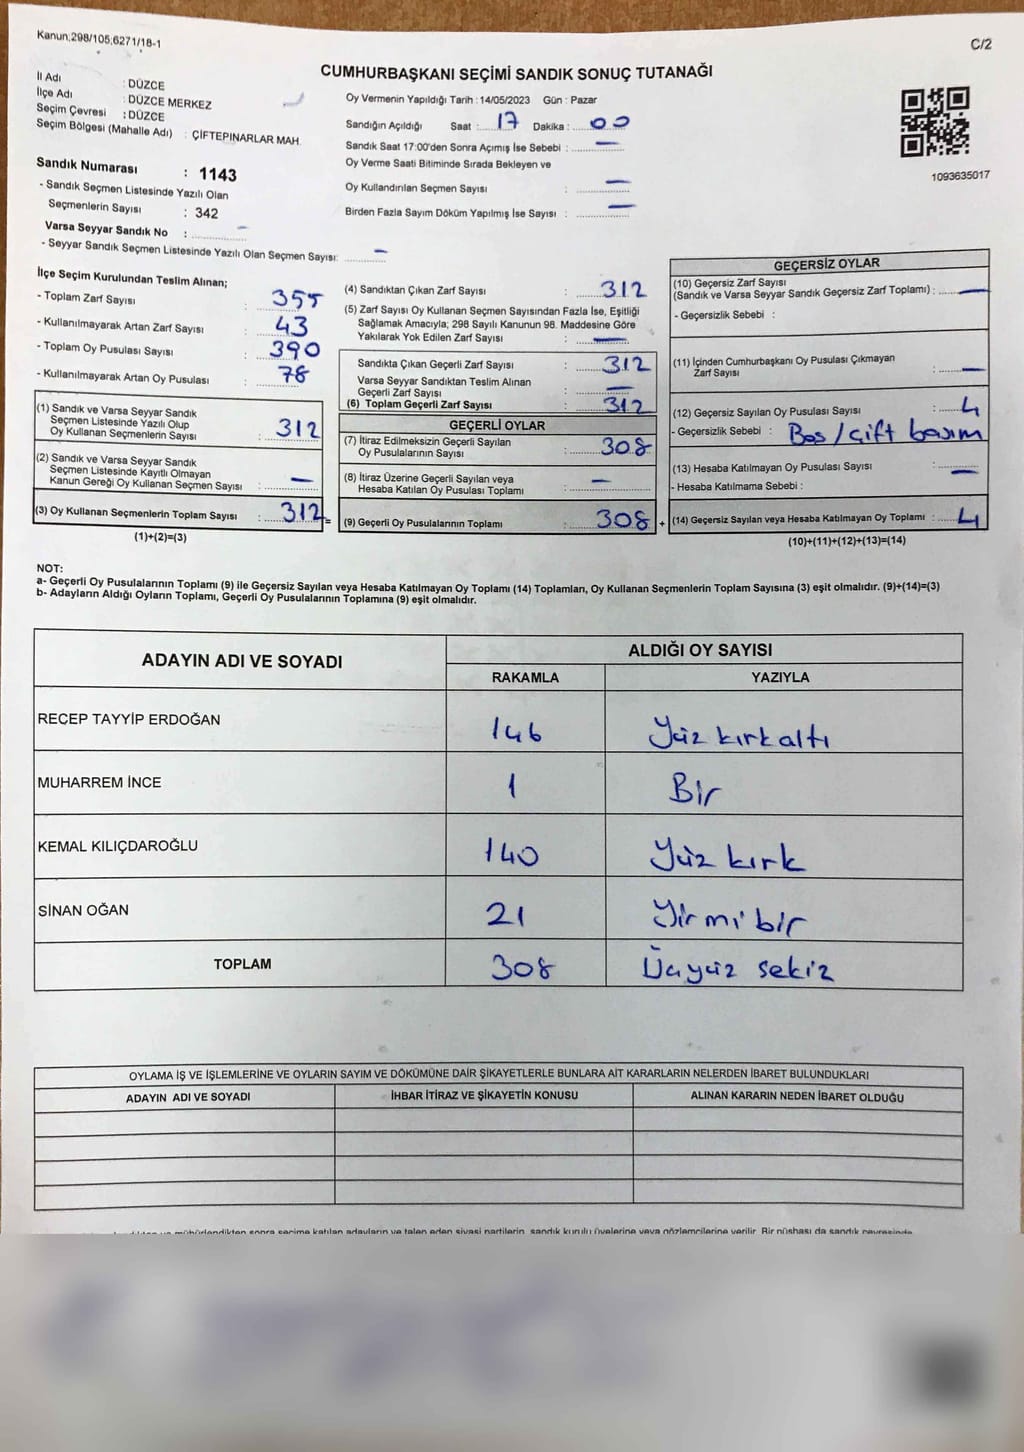 Kanun;298/105;6271/18-1
C/2
CUMHURBAŞKANI SEÇİMİ SANDIK SONUÇ TUTANAĞI
İl Adı : DÜZCE
İlçe Adı : DÜZCE MERKEZ
Seçim Çevresi : DÜZCE
Seçim Bölgesi (Mahalle Adı) : ÇİFTEPINARLAR MAH.
Sandık Numarası : 1143
- Sandık Seçmen Listesinde Yazılı Olan
Seçmenlerin Sayısı : 342
Varsa Seyyar Sandık No : –
- Seyyar Sandık Seçmen Listesinde Yazılı Olan Seçmen Sayısı: –
Oy Vermenin Yapıldığı Tarih : 14/05/2023 Gün : Pazar
Sandığın Açıldığı Saat : 17 Dakika : 00
Sandık Saat 17:00'den Sonra Açımış İse Sebebi : –
Oy Verme Saati Bitiminde Sırada Bekleyen ve
Oy Kullandırılan Seçmen Sayısı : –
Birden Fazla Sayım Döküm Yapılmış İse Sayısı : –
1093635017
İlçe Seçim Kurulundan Teslim Alınan;
- Toplam Zarf Sayısı : 355
- Kullanılmayarak Artan Zarf Sayısı : 43
- Toplam Oy Pusulası Sayısı : 390
- Kullanılmayarak Artan Oy Pusulası : 78
(1) Sandık ve Varsa Seyyar Sandık
Seçmen Listesinde Yazılı Olup
Oy Kullanan Seçmenlerin Sayısı : 312
(2) Sandık ve Varsa Seyyar Sandık
Seçmen Listesinde Kayıtlı Olmayan
Kanun Gereği Oy Kullanan Seçmen Sayısı : –
(3) Oy Kullanan Seçmenlerin Toplam Sayısı : 312
(1)+(2)=(3)
(4) Sandıktan Çıkan Zarf Sayısı : 312
(5) Zarf Sayısı Oy Kullanan Seçmen Sayısından Fazla İse, Eşitliği
Sağlamak Amacıyla; 298 Sayılı Kanunun 98. Maddesine Göre
Yakılarak Yok Edilen Zarf Sayısı : –
Sandıkta Çıkan Geçerli Zarf Sayısı : 312
Varsa Seyyar Sandıktan Teslim Alınan
Geçerli Zarf Sayısı : –
(6) Toplam Geçerli Zarf Sayısı : 312
GEÇERLİ OYLAR
(7) İtiraz Edilmeksizin Geçerli Sayılan
Oy Pusulalarının Sayısı : 308
(8) İtiraz Üzerine Geçerli Sayılan veya
Hesaba Katılan Oy Pusulası Toplamı : –
= (9) Geçerli Oy Pusulalarının Toplamı : 308 +
GEÇERSİZ OYLAR
(10) Geçersiz Zarf Sayısı
(Sandık ve Varsa Seyyar Sandık Geçersiz Zarf Toplamı) : –
- Geçersizlik Sebebi :
(11) İçinden Cumhurbaşkanı Oy Pusulası Çıkmayan
Zarf Sayısı : –
(12) Geçersiz Sayılan Oy Pusulası Sayısı : 4
- Geçersizlik Sebebi : Boş / Çift basım
(13) Hesaba Katılmayan Oy Pusulası Sayısı : –
- Hesaba Katılmama Sebebi :
(14) Geçersiz Sayılan veya Hesaba Katılmayan Oy Toplamı : 4
(10)+(11)+(12)+(13)=(14)
NOT:
a- Geçerli Oy Pusulalarının Toplamı (9) ile Geçersiz Sayılan veya Hesaba Katılmayan Oy Toplamı (14) Toplamları, Oy Kullanan Seçmenlerin Toplam Sayısına (3) eşit olmalıdır. (9)+(14)=(3)
b- Adayların Aldığı Oyların Toplamı, Geçerli Oy Pusulalarının Toplamına (9) eşit olmalıdır.
ADAYIN ADI VE SOYADI ALDIĞI OY SAYISI
RAKAMLA YAZIYLA
RECEP TAYYİP ERDOĞAN 146 Yüz kırk altı
MUHARREM İNCE 1 Bir
KEMAL KILIÇDAROĞLU 140 Yüz kırk
SİNAN OĞAN 21 Yirmi bir
TOPLAM 308 Üçyüz sekiz
OYLAMA İŞ VE İŞLEMLERİNE VE OYLARIN SAYIM VE DÖKÜMÜNE DAİR ŞİKAYETLERLE BUNLARA AİT KARARLARIN NELERDEN İBARET BULUNDUKLARI
ADAYIN ADI VE SOYADI İHBAR İTİRAZ VE ŞİKAYETİN KONUSU ALINAN KARARIN NEDEN İBARET OLDUĞU
mühürlendikten sonra seçime katılan adayların ve talep eden siyasi partilerin, sandık kurulu üyelerine veya gözlemcilerine verilir. Bir nüshası da sandık çevresinde